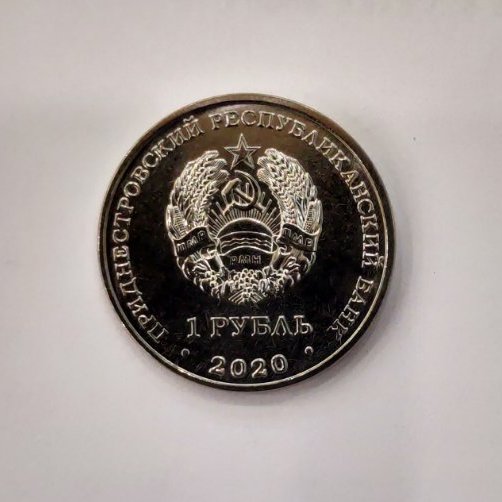 ПРИДНЕСТРОВСКИЙ РЕСПУБЛИКАНСКИЙ БАНК
ПМР
РМН
ПМР
1 РУБЛЬ
2020